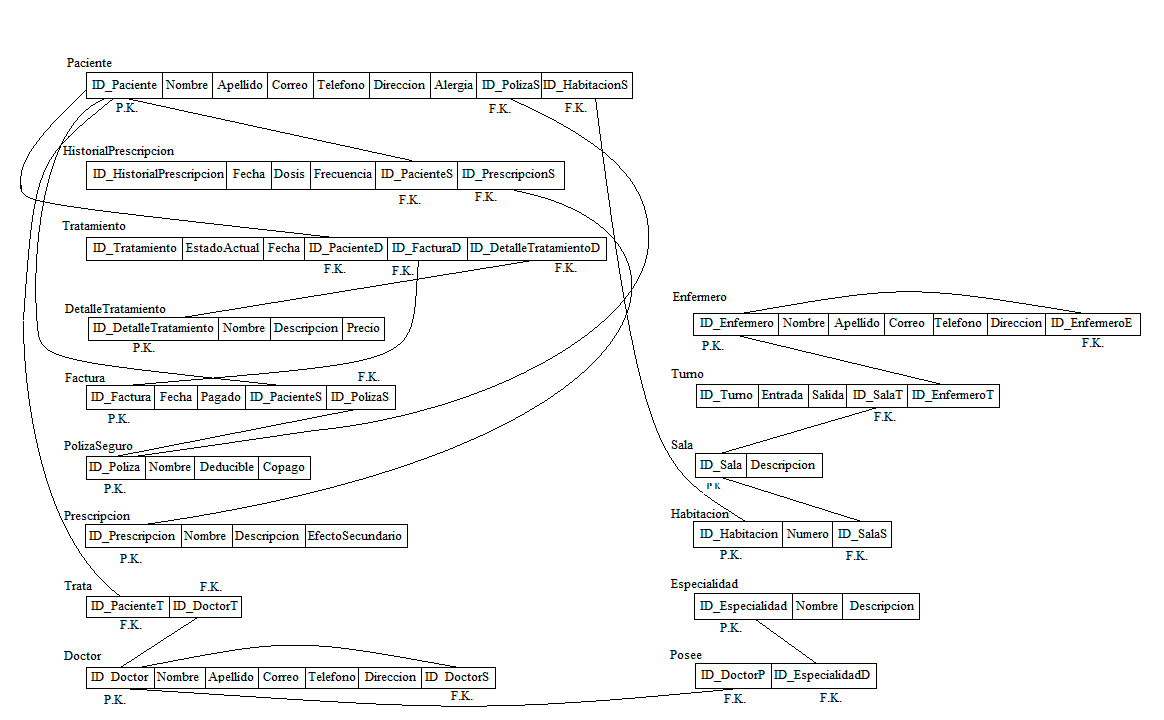 Paciente
ID_Paciente Nombre Apellido Correo Telefono Direccion Alergia ID_PolizaS ID_HabitacionS
P.K. F.K. F.K.
HistorialPrescripcion
ID_HistorialPrescripcion Fecha Dosis Frecuencia ID_PacienteS ID_PrescripcionS
F.K. F.K.
Tratamiento
ID_Tratamiento EstadoActual Fecha ID_PacienteD ID_FacturaD ID_DetalleTratamientoD
F.K. F.K. F.K.
DetalleTratamiento
ID_DetalleTratamiento Nombre Descripcion Precio
P.K.
Factura
F.K.
ID_Factura Fecha Pagado ID_PacienteS ID_PolizaS
P.K.
PolizaSeguro
ID_Poliza Nombre Deducible Copago
P.K.
Prescripcion
ID_Prescripcion Nombre Descripcion EfectoSecundario
P.K.
Trata
F.K.
ID_PacienteT ID_DoctorT
F.K.
Doctor
ID_Doctor Nombre Apellido Correo Telefono Direccion ID_DoctorS
P.K. F.K.
Enfermero
ID_Enfermero Nombre Apellido Correo Telefono Direccion ID_EnfermeroE
P.K. F.K.
Turno
ID_Turno Entrada Salida ID_SalaT ID_EnfermeroT
F.K.
Sala
ID_Sala Descripcion
P.K.
Habitacion
ID_Habitacion Numero ID_SalaS
P.K. F.K.
Especialidad
ID_Especialidad Nombre Descripcion
P.K.
Posee
ID_DoctorP ID_EspecialidadD
F.K. F.K.